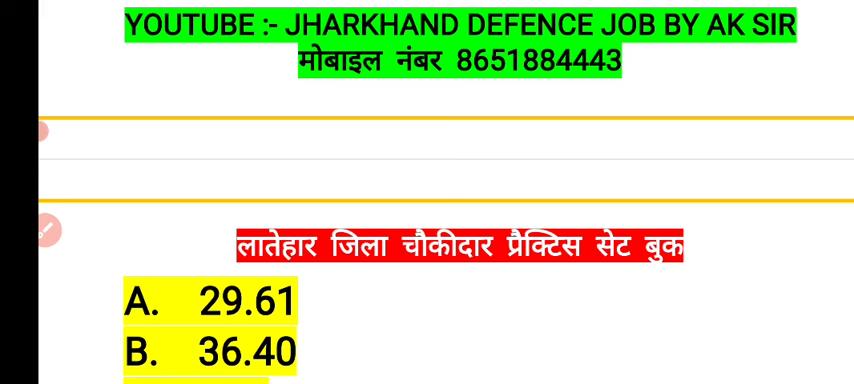 YOUTUBE :- JHARKHAND DEFENCE JOB BY AK SIR
मोबाइल नंबर 8651884443
लातेहार जिला चौकीदार प्रैक्टिस सेट बुक
A. 29.61
B. 36.40